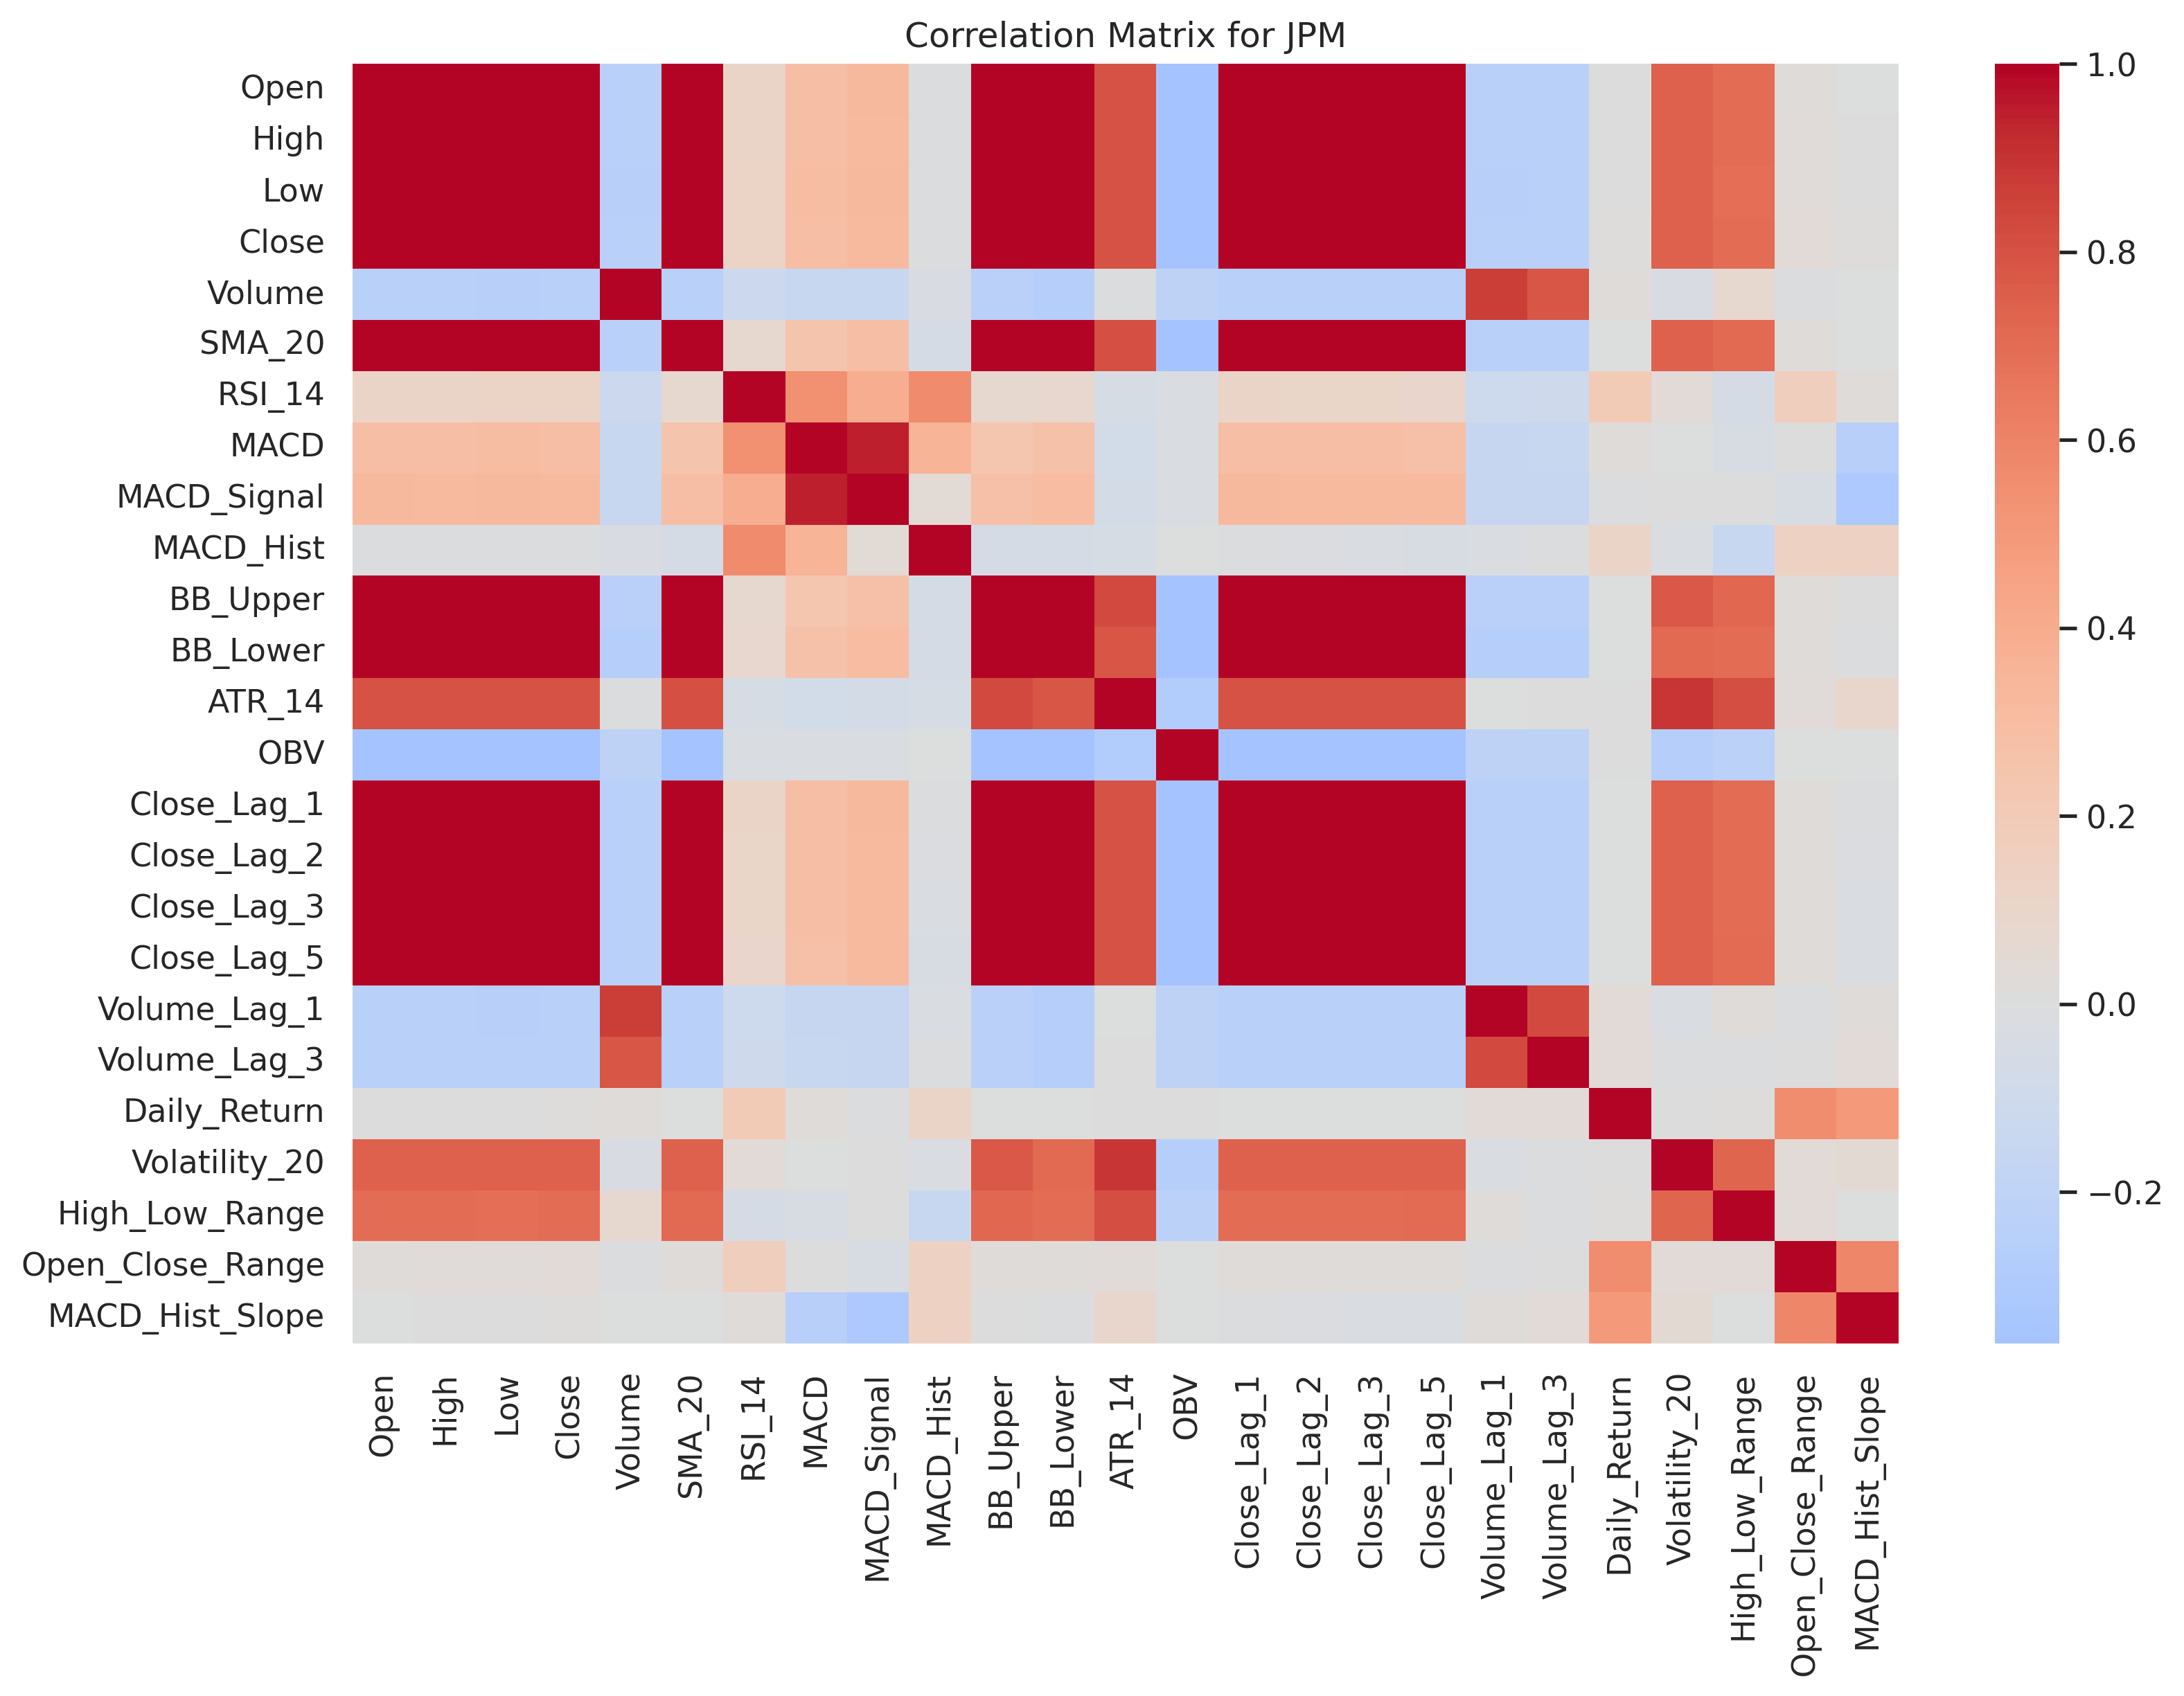 Correlation Matrix for JPM
Open
High
Low
Close
Volume
SMA_20
RSI_14
MACD
MACD_Signal
MACD_Hist
BB_Upper
BB_Lower
ATR_14
OBV
Close_Lag_1
Close_Lag_2
Close_Lag_3
Close_Lag_5
Volume_Lag_1
Volume_Lag_3
Daily_Return
Volatility_20
High_Low_Range
Open_Close_Range
MACD_Hist_Slope
Open
High
Low
Close
Volume
SMA_20
RSI_14
MACD
MACD_Signal
MACD_Hist
BB_Upper
BB_Lower
ATR_14
OBV
Close_Lag_1
Close_Lag_2
Close_Lag_3
Close_Lag_5
Volume_Lag_1
Volume_Lag_3
Daily_Return
Volatility_20
High_Low_Range
Open_Close_Range
MACD_Hist_Slope
1.0
0.8
0.6
0.4
0.2
0.0
−0.2